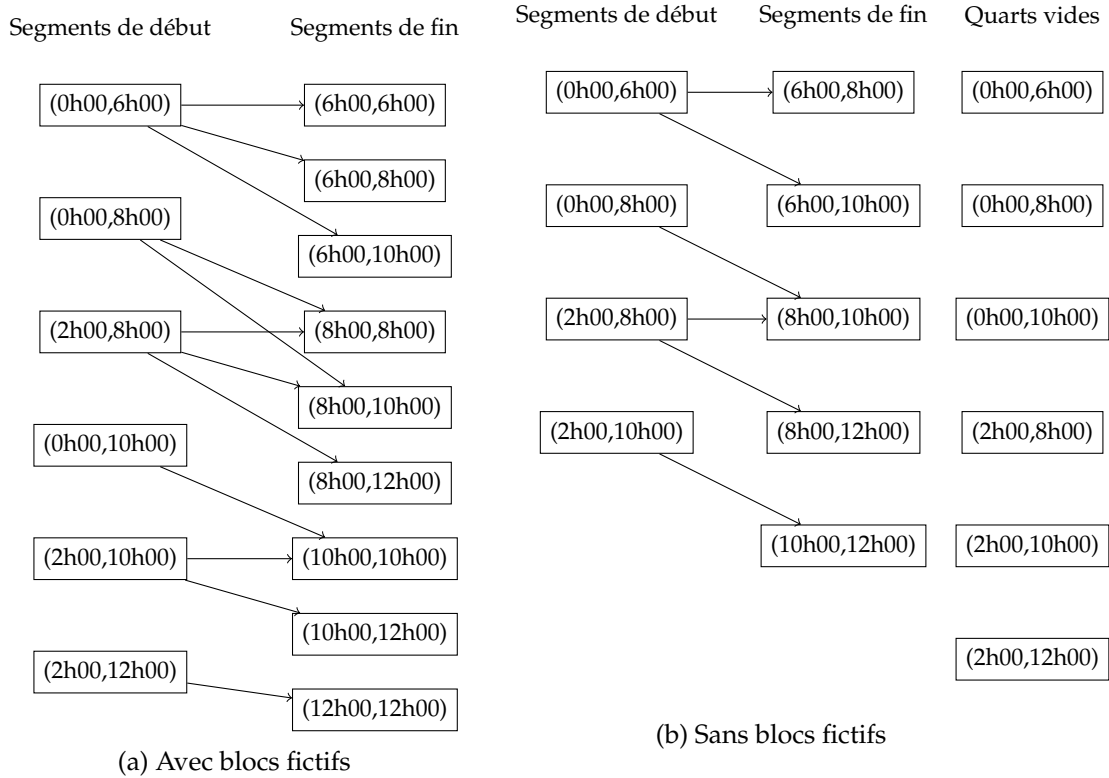 Segments de début
Segments de fin
(0h00,6h00)
(6h00,6h00)
(6h00,8h00)
(0h00,8h00)
(6h00,10h00)
(2h00,8h00)
(8h00,8h00)
(8h00,10h00)
(0h00,10h00)
(8h00,12h00)
(2h00,10h00)
(10h00,10h00)
(10h00,12h00)
(2h00,12h00)
(12h00,12h00)
(a) Avec blocs fictifs
Segments de début
Segments de fin
Quarts vides
(0h00,6h00)
(6h00,8h00)
(0h00,6h00)
(0h00,8h00)
(6h00,10h00)
(0h00,8h00)
(2h00,8h00)
(8h00,10h00)
(0h00,10h00)
(2h00,10h00)
(8h00,12h00)
(2h00,8h00)
(10h00,12h00)
(2h00,10h00)
(2h00,12h00)
(b) Sans blocs fictifs